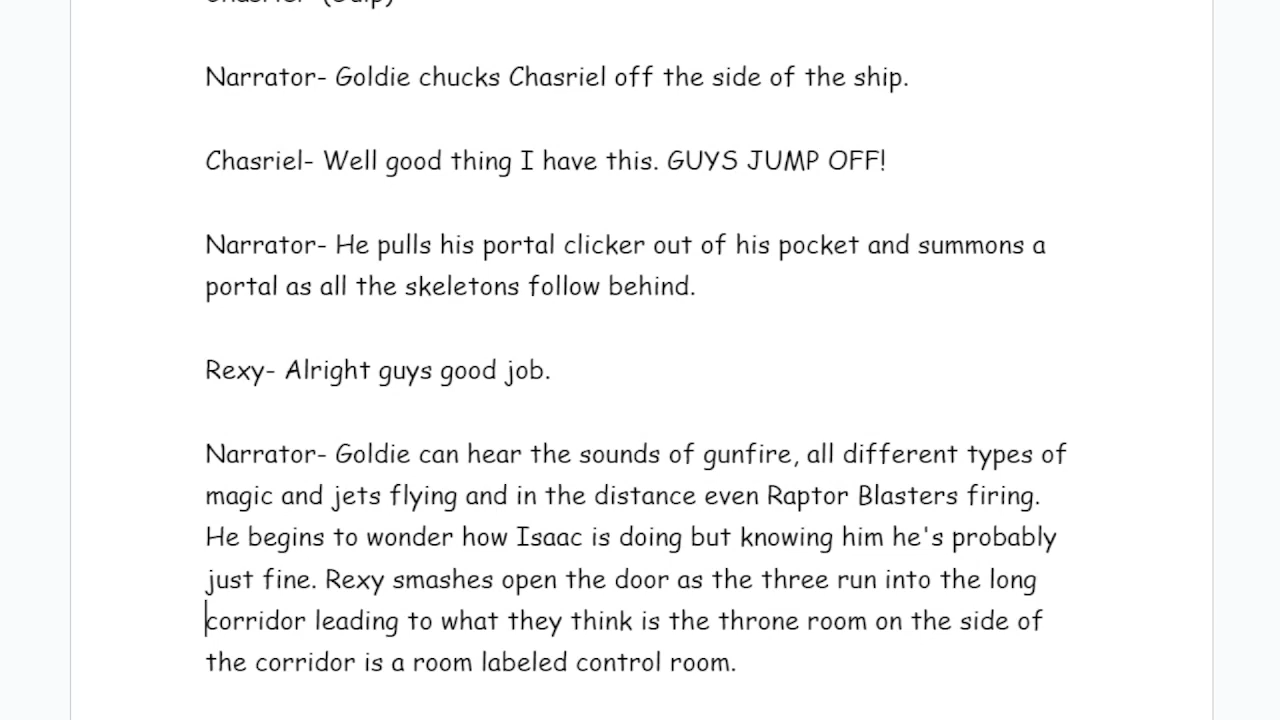 Narrator- Goldie chucks Chasriel off the side of the ship.
Chasriel- Well good thing I have this. GUYS JUMP OFF!
Narrator- He pulls his portal clicker out of his pocket and summons a
portal as all the skeletons follow behind.
Rexy- Alright guys good job.
Narrator- Goldie can hear the sounds of gunfire, all different types of
magic and jets flying and in the distance even Raptor Blasters firing.
He begins to wonder how Isaac is doing but knowing him he's probably
just fine. Rexy smashes open the door as the three run into the long
corridor leading to what they think is the throne room on the side of
the corridor is a room labeled control room.